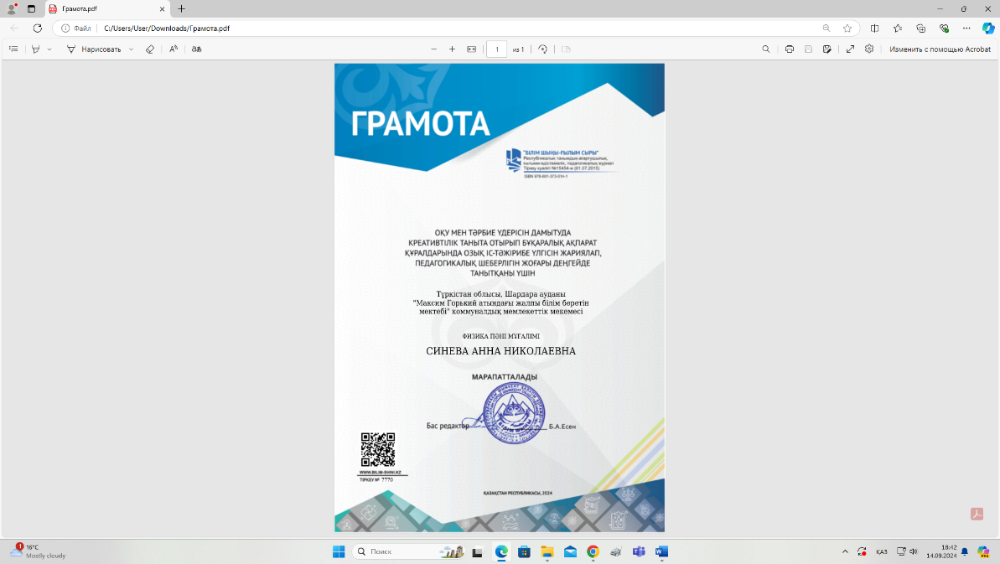 Грамота.pdf
Файл
C:/Users/User/Downloads/Грамота.pdf
Нарисовать
1
из 1
Изменить с помощью Acrobat
ГРАМОТА
"БІЛІМ ШЫҢЫ-ҒЫЛЫМ СЫРЫ"
Республикалық танымдық-ағартушылық,
ғылыми-әдістемелік, педагогикалық журнал
Тіркеу куәлігі №15454-ж (01.07.2015)
ISBN 978-601-373-014-1
ОҚУ МЕН ТӘРБИЕ ҮДЕРІСІН ДАМЫТУДА
КРЕАТИВТІЛІК ТАНЫТА ОТЫРЫП БҰҚАРАЛЫҚ АҚПАРАТ
ҚҰРАЛДАРЫНДА ОЗЫҚ ІС-ТӘЖІРИБЕ ҮЛГІСІН ЖАРИЯЛАП,
ПЕДАГОГИКАЛЫҚ ШЕБЕРЛІГІН ЖОҒАРЫ ДЕҢГЕЙДЕ
ТАНЫТҚАНЫ ҮШІН
Түркістан облысы, Шардара ауданы
"Максим Горький атындағы жалпы білім беретін
мектебі" коммуналдық мемлекеттік мекемесі
ФИЗИКА ПӘНІ МҰҒАЛІМІ
СИНЕВА АННА НИКОЛАЕВНА
МАРАПАТТАЛАДЫ
Бас редактор
Б.А.Есен
WWW.BILIM-SHINI.KZ
ТІРКЕУ № 7770
ҚАЗАҚСТАН РЕСПУБЛИКАСЫ, 2024
1
16°C
Mostly cloudy
Поиск
ҚАЗ
18:42
14.09.2024